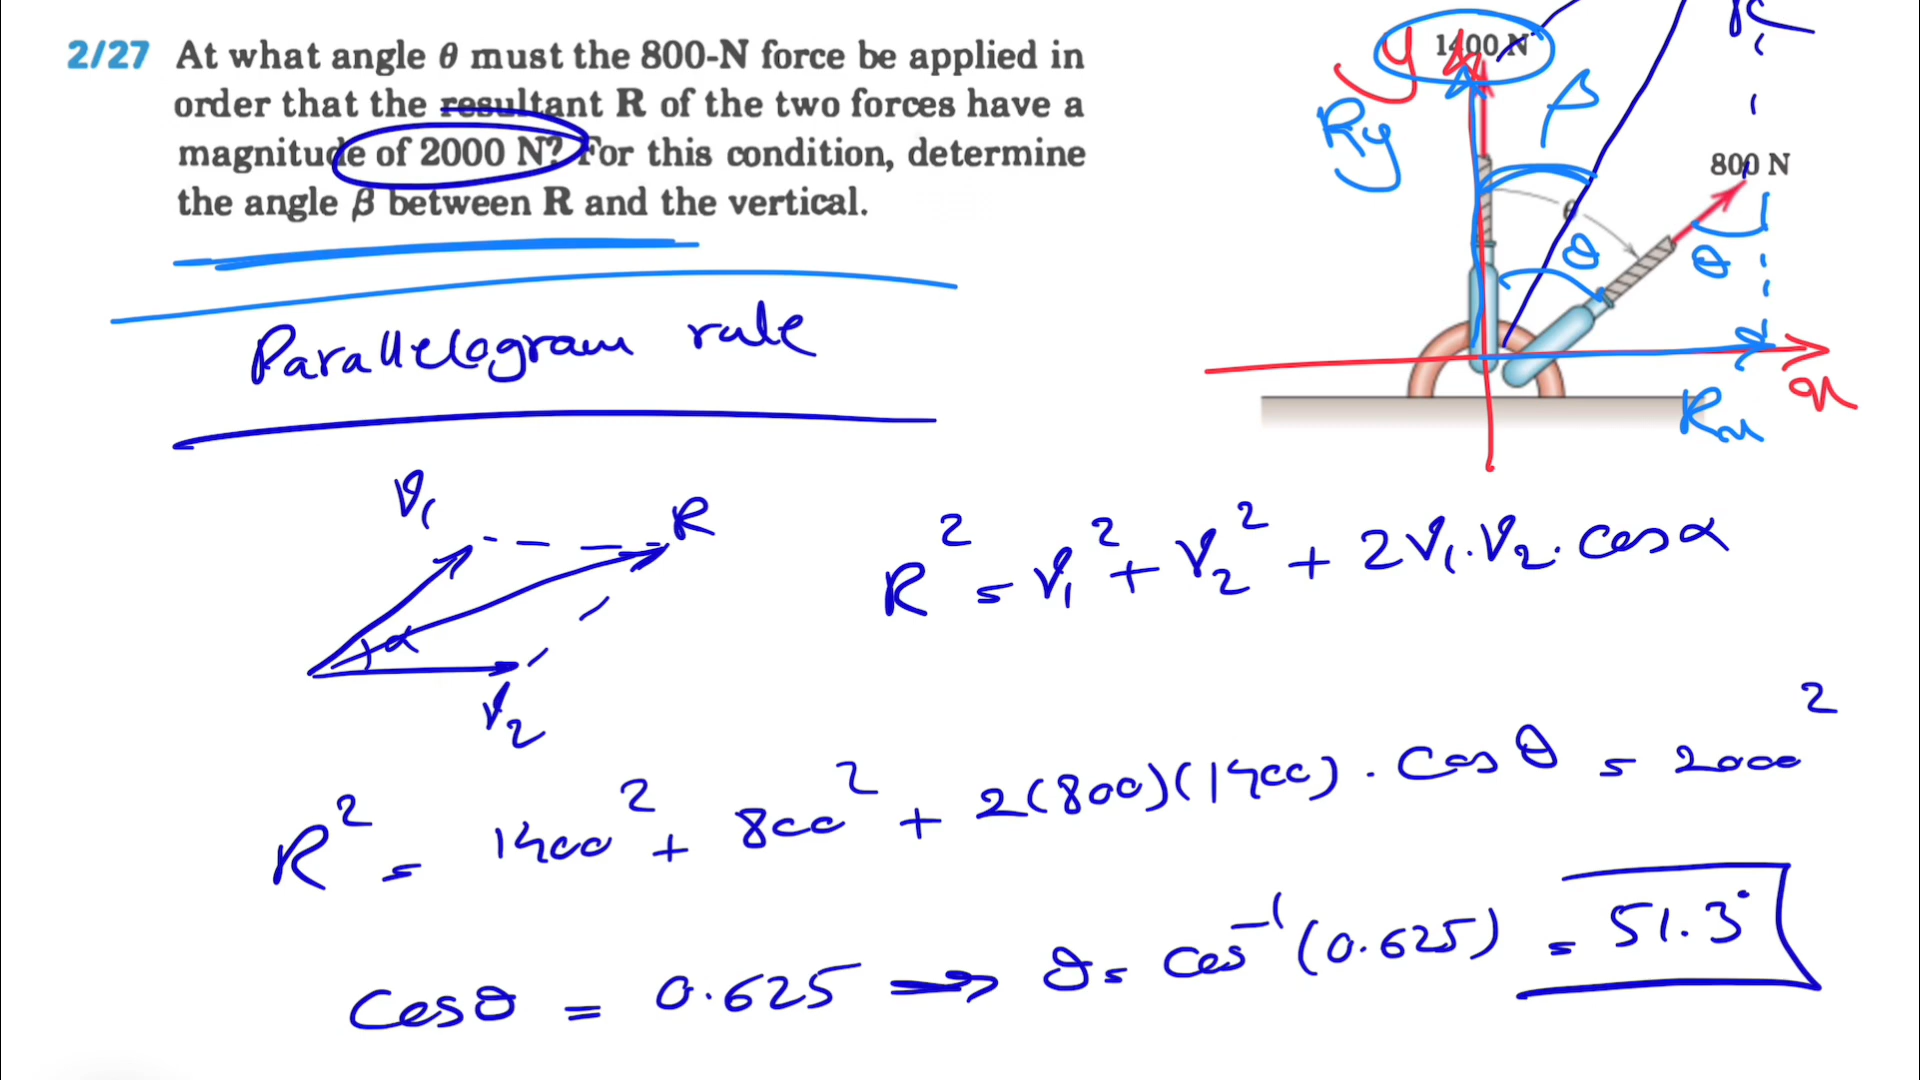 2/27 At what angle θ must the 800-N force be applied in
order that the resultant R of the two forces have a
magnitude of 2000 N? For this condition, determine
the angle β between R and the vertical.
y 1400 N R
Ry β
800 N
θ
θ θ
x
Rx
Parallelogram rule
V₁ R
α
V₂
R² = V₁² + V₂² + 2V₁.V₂. cosα
R² = 1400² + 800² + 2(800)(1400) . cosθ = 2000²
cosθ = 0.625 → θ = cos⁻¹(0.625) = 51.3°